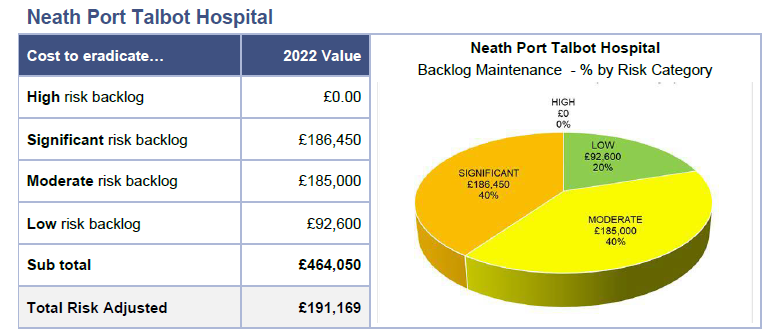 Neath Port Talbot Hospital
Cost to eradicate… 2022 Value
High risk backlog £0.00
Significant risk backlog £186,450
Moderate risk backlog £185,000
Low risk backlog £92,600
Sub total £464,050
Total Risk Adjusted £191,169
Neath Port Talbot Hospital
Backlog Maintenance - % by Risk Category
HIGH
£0
0%
LOW
£92,600
20%
SIGNIFICANT
£186,450
40%
MODERATE
£185,000
40%